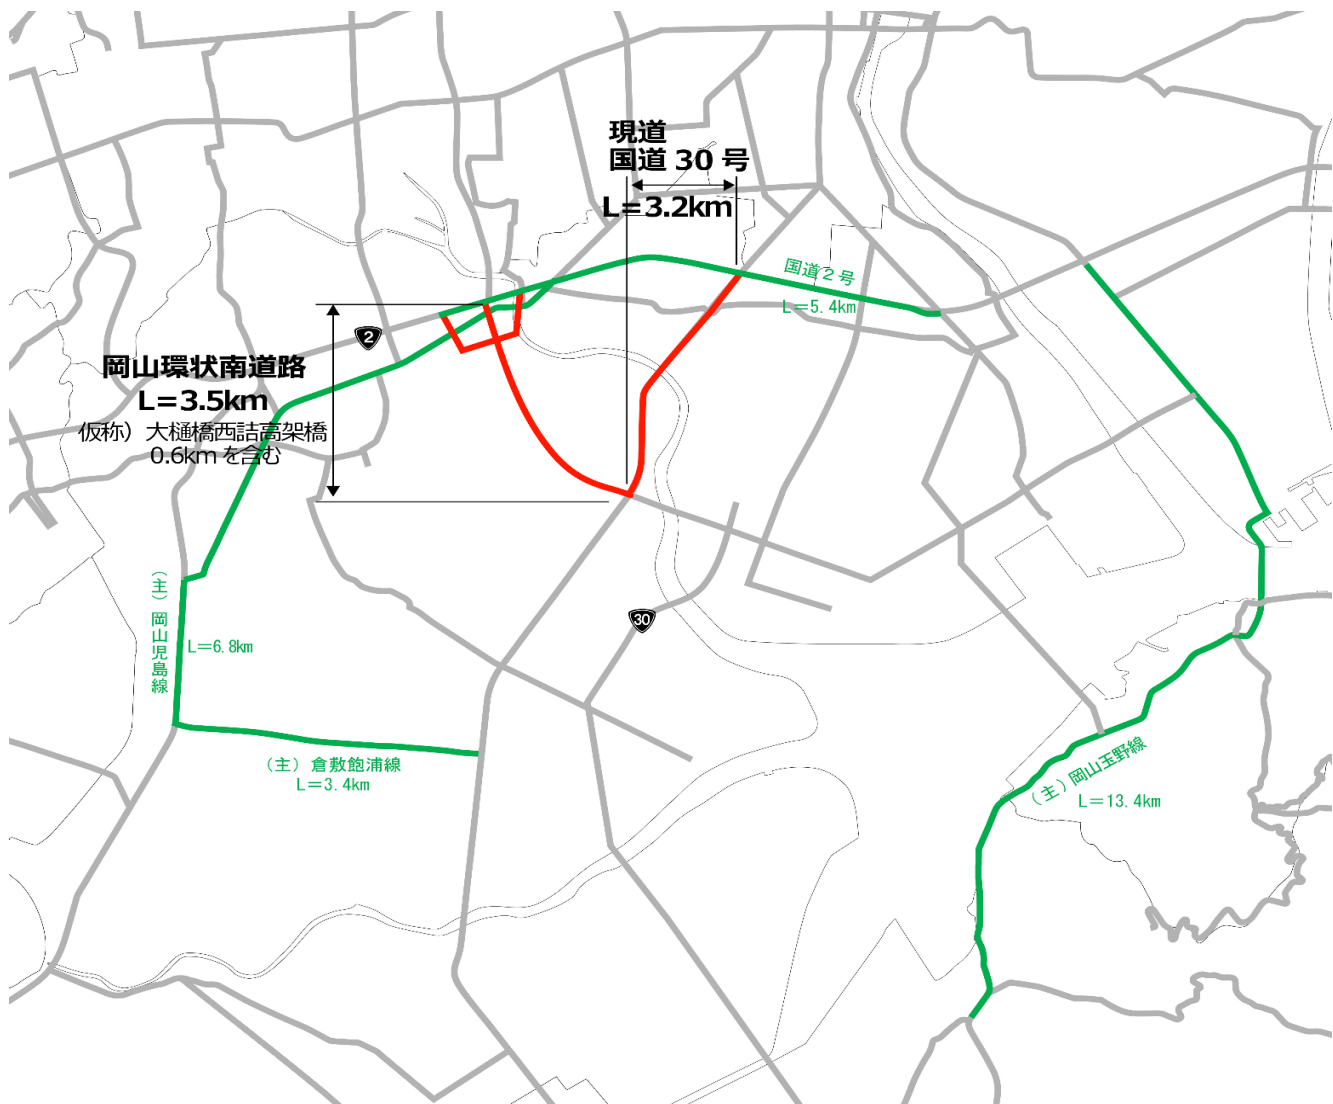 現道
国道 30 号
L=3.2km
国道2号
L=5.4km
2
岡山環状南道路
L=3.5km
仮称）大樋橋西詰高架橋
0.6km を含む
（主）岡山児島線
L=6.8km
30
（主）倉敷飽浦線
L=3.4km
（主）岡山玉野線
L=13.4km